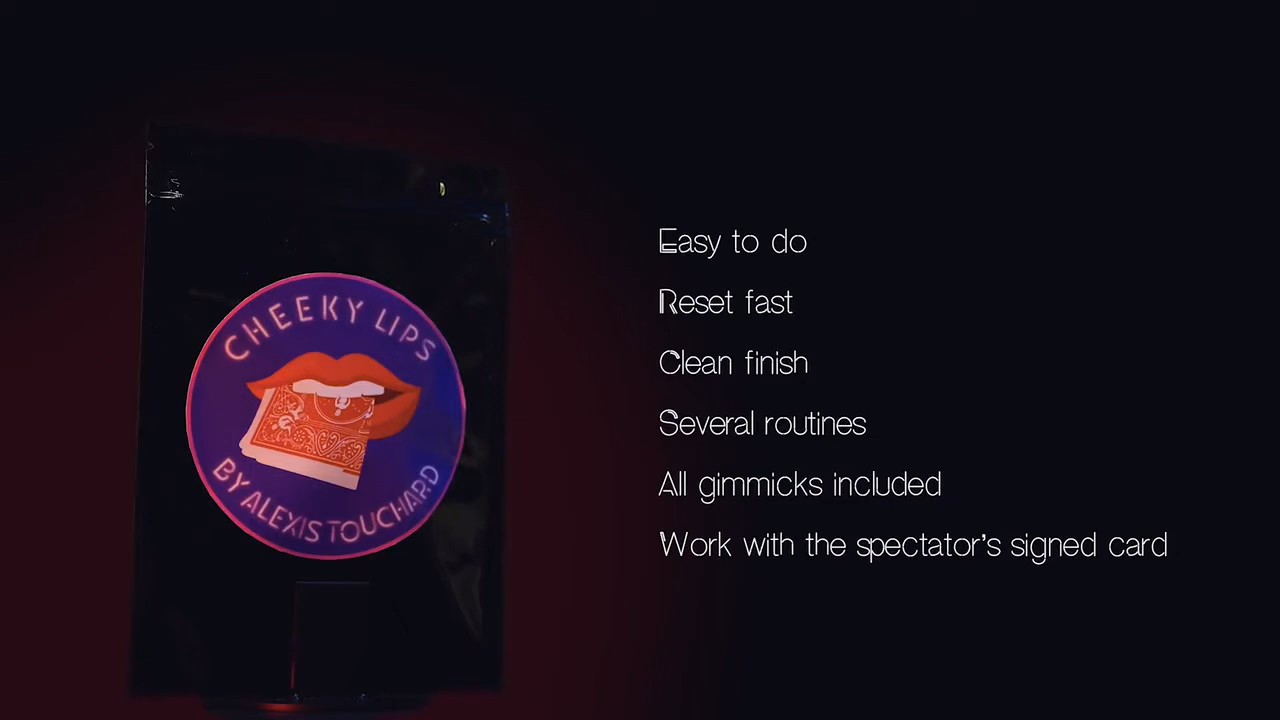 CHEEKY LIPS
BY ALEXIS TOUCHARD
Easy to do
Reset fast
Clean finish
Several routines
All gimmicks included
Work with the spectator's signed card